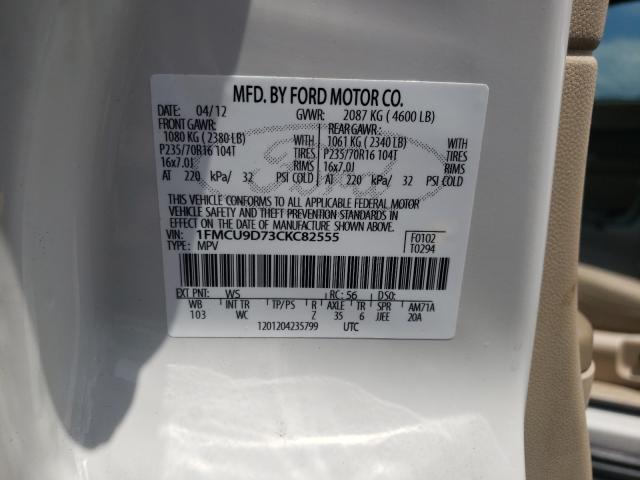 MFD. BY FORD MOTOR CO.
DATE: 04/12 GVWR: 2087 KG (4600 LB)
FRONT GAWR: REAR GAWR:
1080 KG (2380 LB) WITH 1061 KG (2340 LB) WITH
P235/70R16 104T TIRES P235/70R16 104T TIRES
16x7.0J RIMS 16x7.0J RIMS
AT 220 kPa/ 32 PSI COLD AT 220 kPa/ 32 PSI COLD
THIS VEHICLE CONFORMS TO ALL APPLICABLE FEDERAL MOTOR
VEHICLE SAFETY AND BUMPER AND THEFT PREVENTION STANDARDS IN
EFFECT ON THE DATE OF MANUFACTURE SHOWN ABOVE.
VIN: 1FMCU9D73CKC82555 F0102
TYPE: MPV T0294
EXT PNT: WS RC: 56 DSO:
WB INT TR TP/PS R AXLE TR SPR AM71A
103 WC Z 35 6 JJEE 20A
1201204235799 UTC
Ford